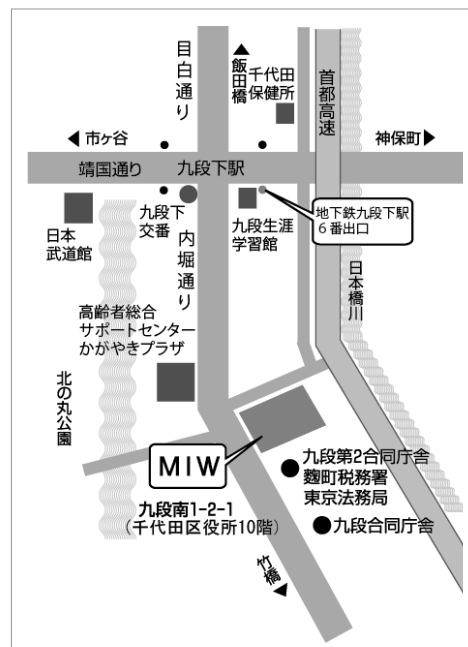 目白通り
飯田橋
千代田
保健所
首都高速
市ヶ谷
神保町
靖国通り
九段下駅
日本
武道館
九段下
交番
内堀通り
九段生涯
学習館
地下鉄九段下駅
6番出口
日本橋川
高齢者総合
サポートセンター
かがやきプラザ
北の丸公園
MIW
九段南1-2-1
(千代田区役所10階)
九段第2合同庁舎
麴町税務署
東京法務局
九段合同庁舎
竹橋